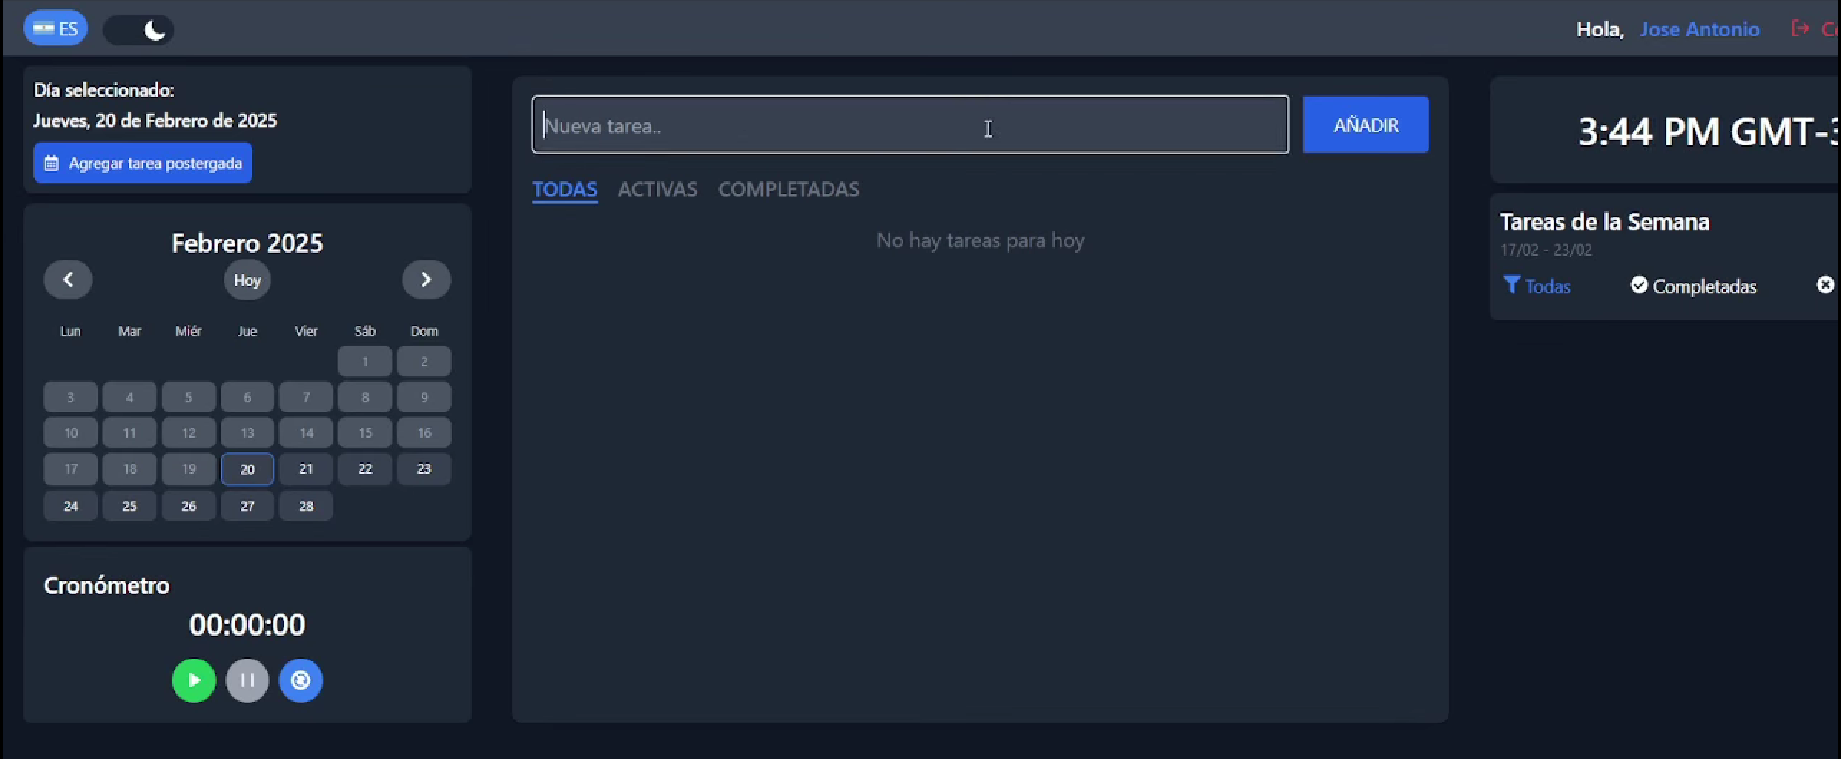 ES
Hola, Jose Antonio
Día seleccionado:
Jueves, 20 de Febrero de 2025
Agregar tarea postergada
Febrero 2025
Hoy
Lun Mar Miér Jue Vier Sáb Dom
1 2
3 4 5 6 7 8 9
10 11 12 13 14 15 16
17 18 19 20 21 22 23
24 25 26 27 28
Cronómetro
00:00:00
Nueva tarea..
AÑADIR
TODAS ACTIVAS COMPLETADAS
No hay tareas para hoy
3:44 PM GMT-3
Tareas de la Semana
17/02 - 23/02
Todas Completadas